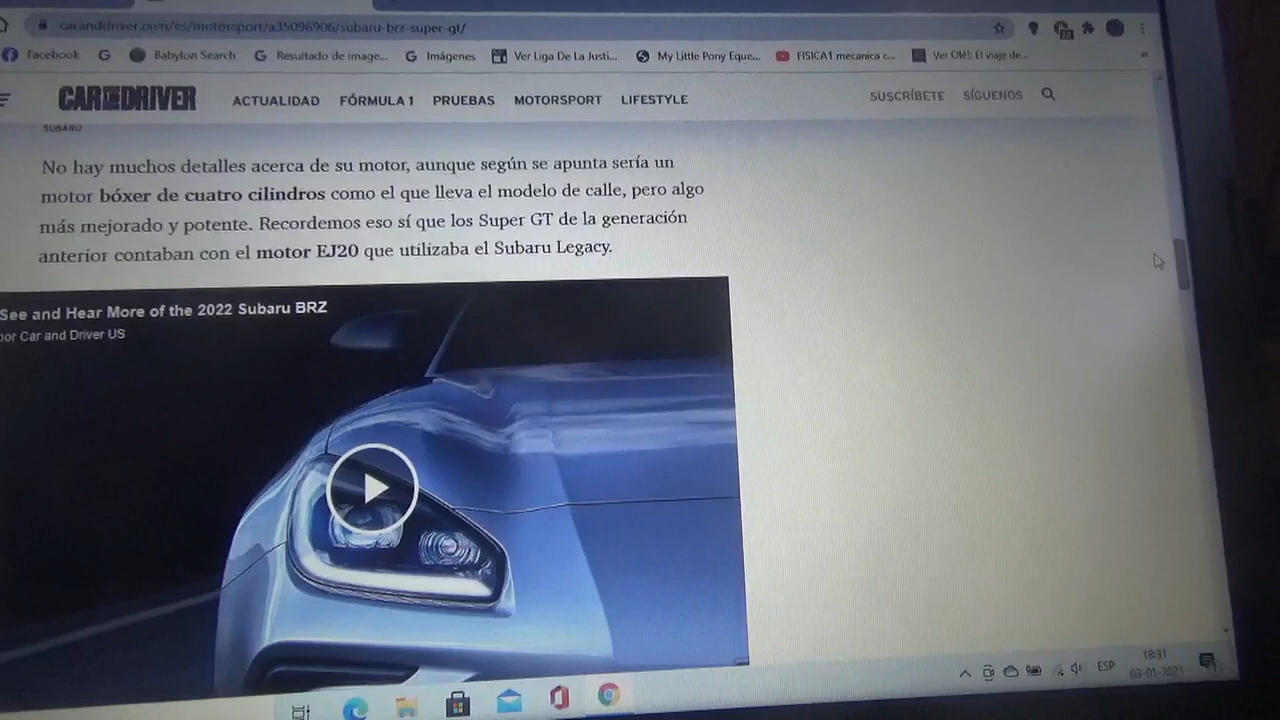 caranddriver.com/es/motorsport/a35096906/subaru-brz-super-gt/
Facebook
Babylon Search
Resultado de image...
Imágenes
Ver Liga De La Justi...
My Little Pony Eque...
FISICA1 mecanica c...
Ver Olé!: El viaje de...
CAR AND DRIVER
ACTUALIDAD
FÓRMULA 1
PRUEBAS
MOTORSPORT
LIFESTYLE
SUSCRÍBETE
SÍGUENOS
SUBARU
No hay muchos detalles acerca de su motor, aunque según se apunta sería un
motor bóxer de cuatro cilindros como el que lleva el modelo de calle, pero algo
más mejorado y potente. Recordemos eso sí que los Super GT de la generación
anterior contaban con el motor EJ20 que utilizaba el Subaru Legacy.
See and Hear More of the 2022 Subaru BRZ
por Car and Driver US
ESP
18:31
03-01-2021